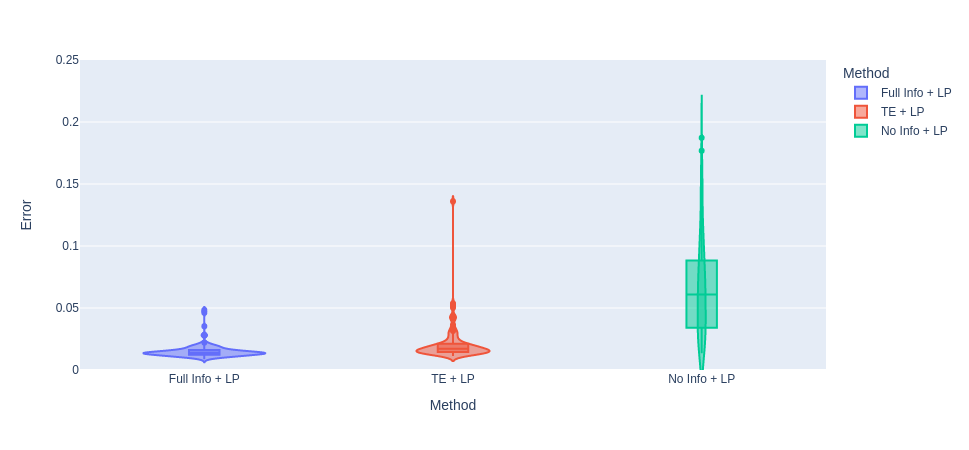 0.25
0.2
0.15
0.1
0.05
0
Error
Full Info + LP
TE + LP
No Info + LP
Method
Method
Full Info + LP
TE + LP
No Info + LP